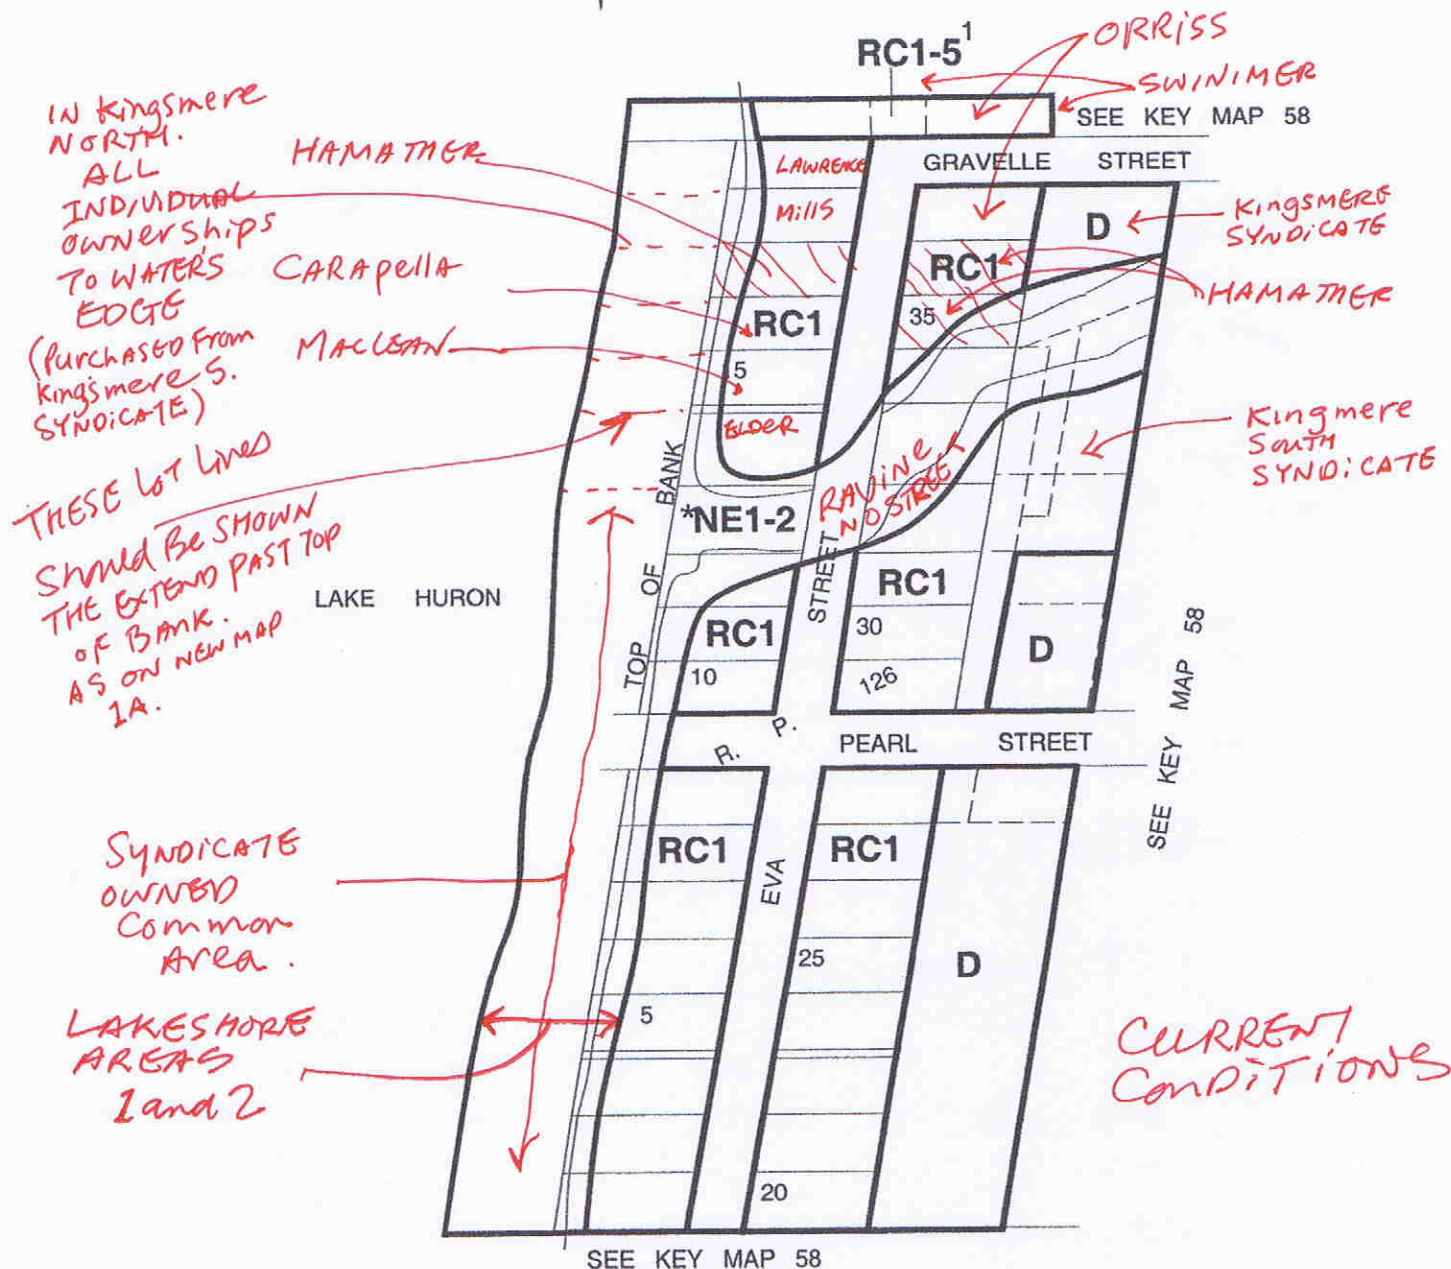 RC1-5¹
ORRiSS
SWINIMER
SEE KEY MAP 58
IN Kingsmere
NORTH.
ALL
INDIVIDUAL
OWNERSHIPS
TO WATER'S
EDGE
(PURCHASED FROM
Kingsmere S.
SYNDiCATE)
HAMATHER
CARApellA
MACLEAN
LAWRENCE
Mills
GRAVELLE STREET
D
Kingsmere
SYNDiCATE
RC1
HAMATHER
35
RC1
5
ELDER
Kingmere
South
SYNDiCATE
THESE LOT Lines
Should Be SHOWN
THE EXTEND PAST TOP
OF BANK.
AS ON NEW MAP
1A.
LAKE HURON
TOP OF BANK
*NE1-2
RAVINE
NO STREET
STREET
RC1
30
126
RC1
10
D
SEE KEY MAP 58
R. P.
PEARL STREET
SYNDiCATE
OWNED
Common
Area.
LAKESHORE
AREAS
1 and 2
RC1
EVA
RC1
25
D
5
20
CURRENT
CONDiTiONS
SEE KEY MAP 58